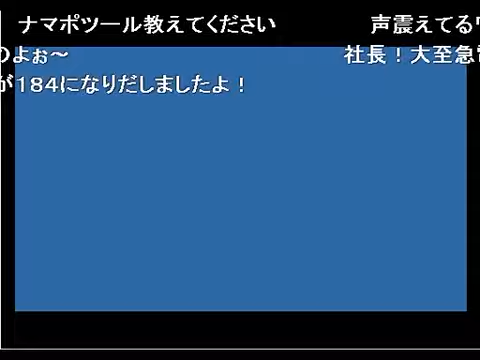 ナマポツール教えてください 声震えてる
のよぉ～ 社長！大至急
が184になりだしましたよ！